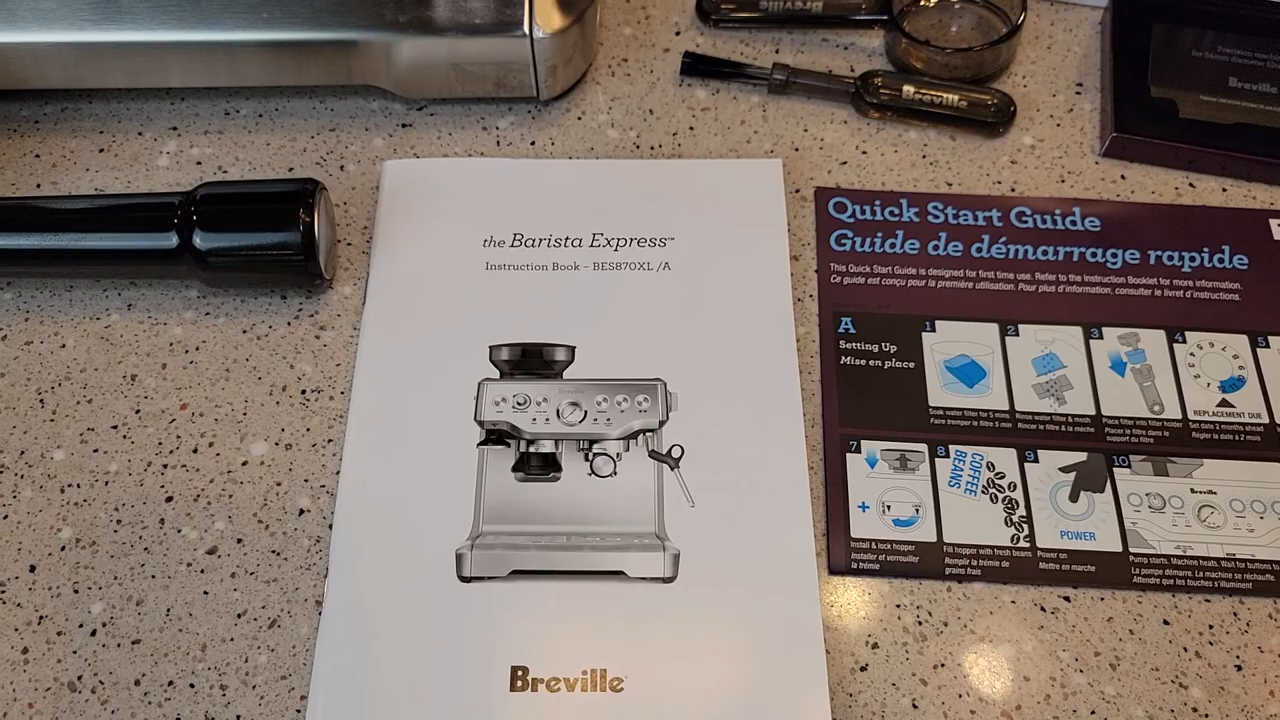 Breville
Breville
Precision
for 54mm diameter
Breville
the Barista Express™
Instruction Book – BES870XL /A
Breville
Breville
Quick Start Guide
Guide de démarrage rapide
This Quick Start Guide is designed for first time use. Refer to the Instruction Booklet for more information.
Ce guide est conçu pour la première utilisation. Pour plus d'information, consulter le livret d'instructions.
A
Setting Up
Mise en place
1
Soak water filter for 5 mins
Faire tremper le filtre 5 min
2
Rinse water filter & mesh
Rincer le filtre & la mèche
3
Place filter into filter holder
Placer le filtre dans le
support du filtre
4
REPLACEMENT DUE
Set date 2 months ahead
Régler la date à 2 mois
5
7
Install & lock hopper
Installer et verrouiller
la trémie
8
COFFEE
BEANS
Fill hopper with fresh beans
Remplir la trémie de
grains frais
9
POWER
Power on
Mettre en marche
10
Breville
Pump starts. Machine heats. Wait for buttons to
La pompe démarre. La machine se réchauffe.
Attendre que les touches s'illuminent